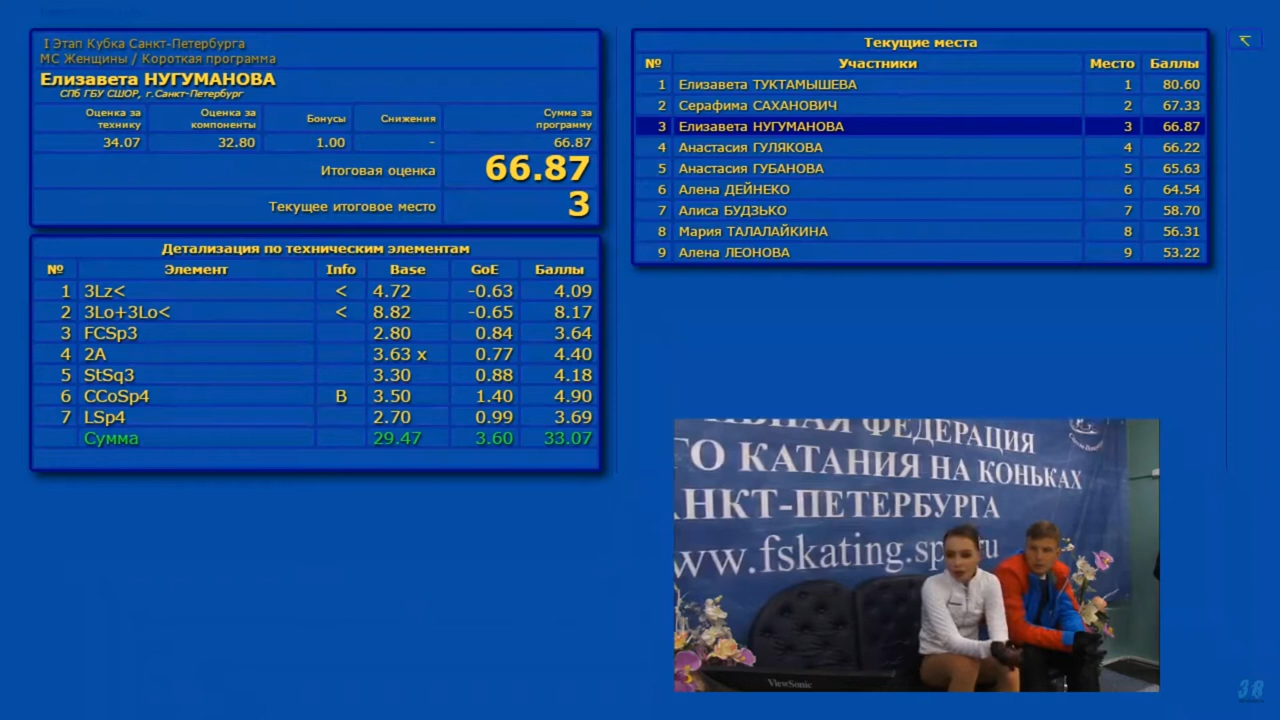 I Этап Кубка Санкт-Петербурга
МС Женщины / Короткая программа
Елизавета НУГУМАНОВА
СПб ГБУ СШОР, г.Санкт-Петербург
Оценка за технику Оценка за компоненты Бонусы Снижения Сумма за программу
34.07 32.80 1.00 - 66.87
Итоговая оценка 66.87
Текущее итоговое место 3
Детализация по техническим элементам
№ Элемент Info Base GoE Баллы
1 3Lz< < 4.72 -0.63 4.09
2 3Lo+3Lo< < 8.82 -0.65 8.17
3 FCSp3 2.80 0.84 3.64
4 2A 3.63 x 0.77 4.40
5 StSq3 3.30 0.88 4.18
6 CCoSp4 B 3.50 1.40 4.90
7 LSp4 2.70 0.99 3.69
Сумма 29.47 3.60 33.07
Текущие места
№ Участники Место Баллы
1 Елизавета ТУКТАМЫШЕВА 1 80.60
2 Серафима САХАНОВИЧ 2 67.33
3 Елизавета НУГУМАНОВА 3 66.87
4 Анастасия ГУЛЯКОВА 4 66.22
5 Анастасия ГУБАНОВА 5 65.63
6 Алена ДЕЙНЕКО 6 64.54
7 Алиса БУДЗЬКО 7 58.70
8 Мария ТАЛАЛАЙКИНА 8 56.31
9 Алена ЛЕОНОВА 9 53.22
ФЕДЕРАЦИЯ
ГО КАТАНИЯ НА КОНЬКАХ
АНКТ-ПЕТЕРБУРГА
www.fskating.sp ru
ViewSonic